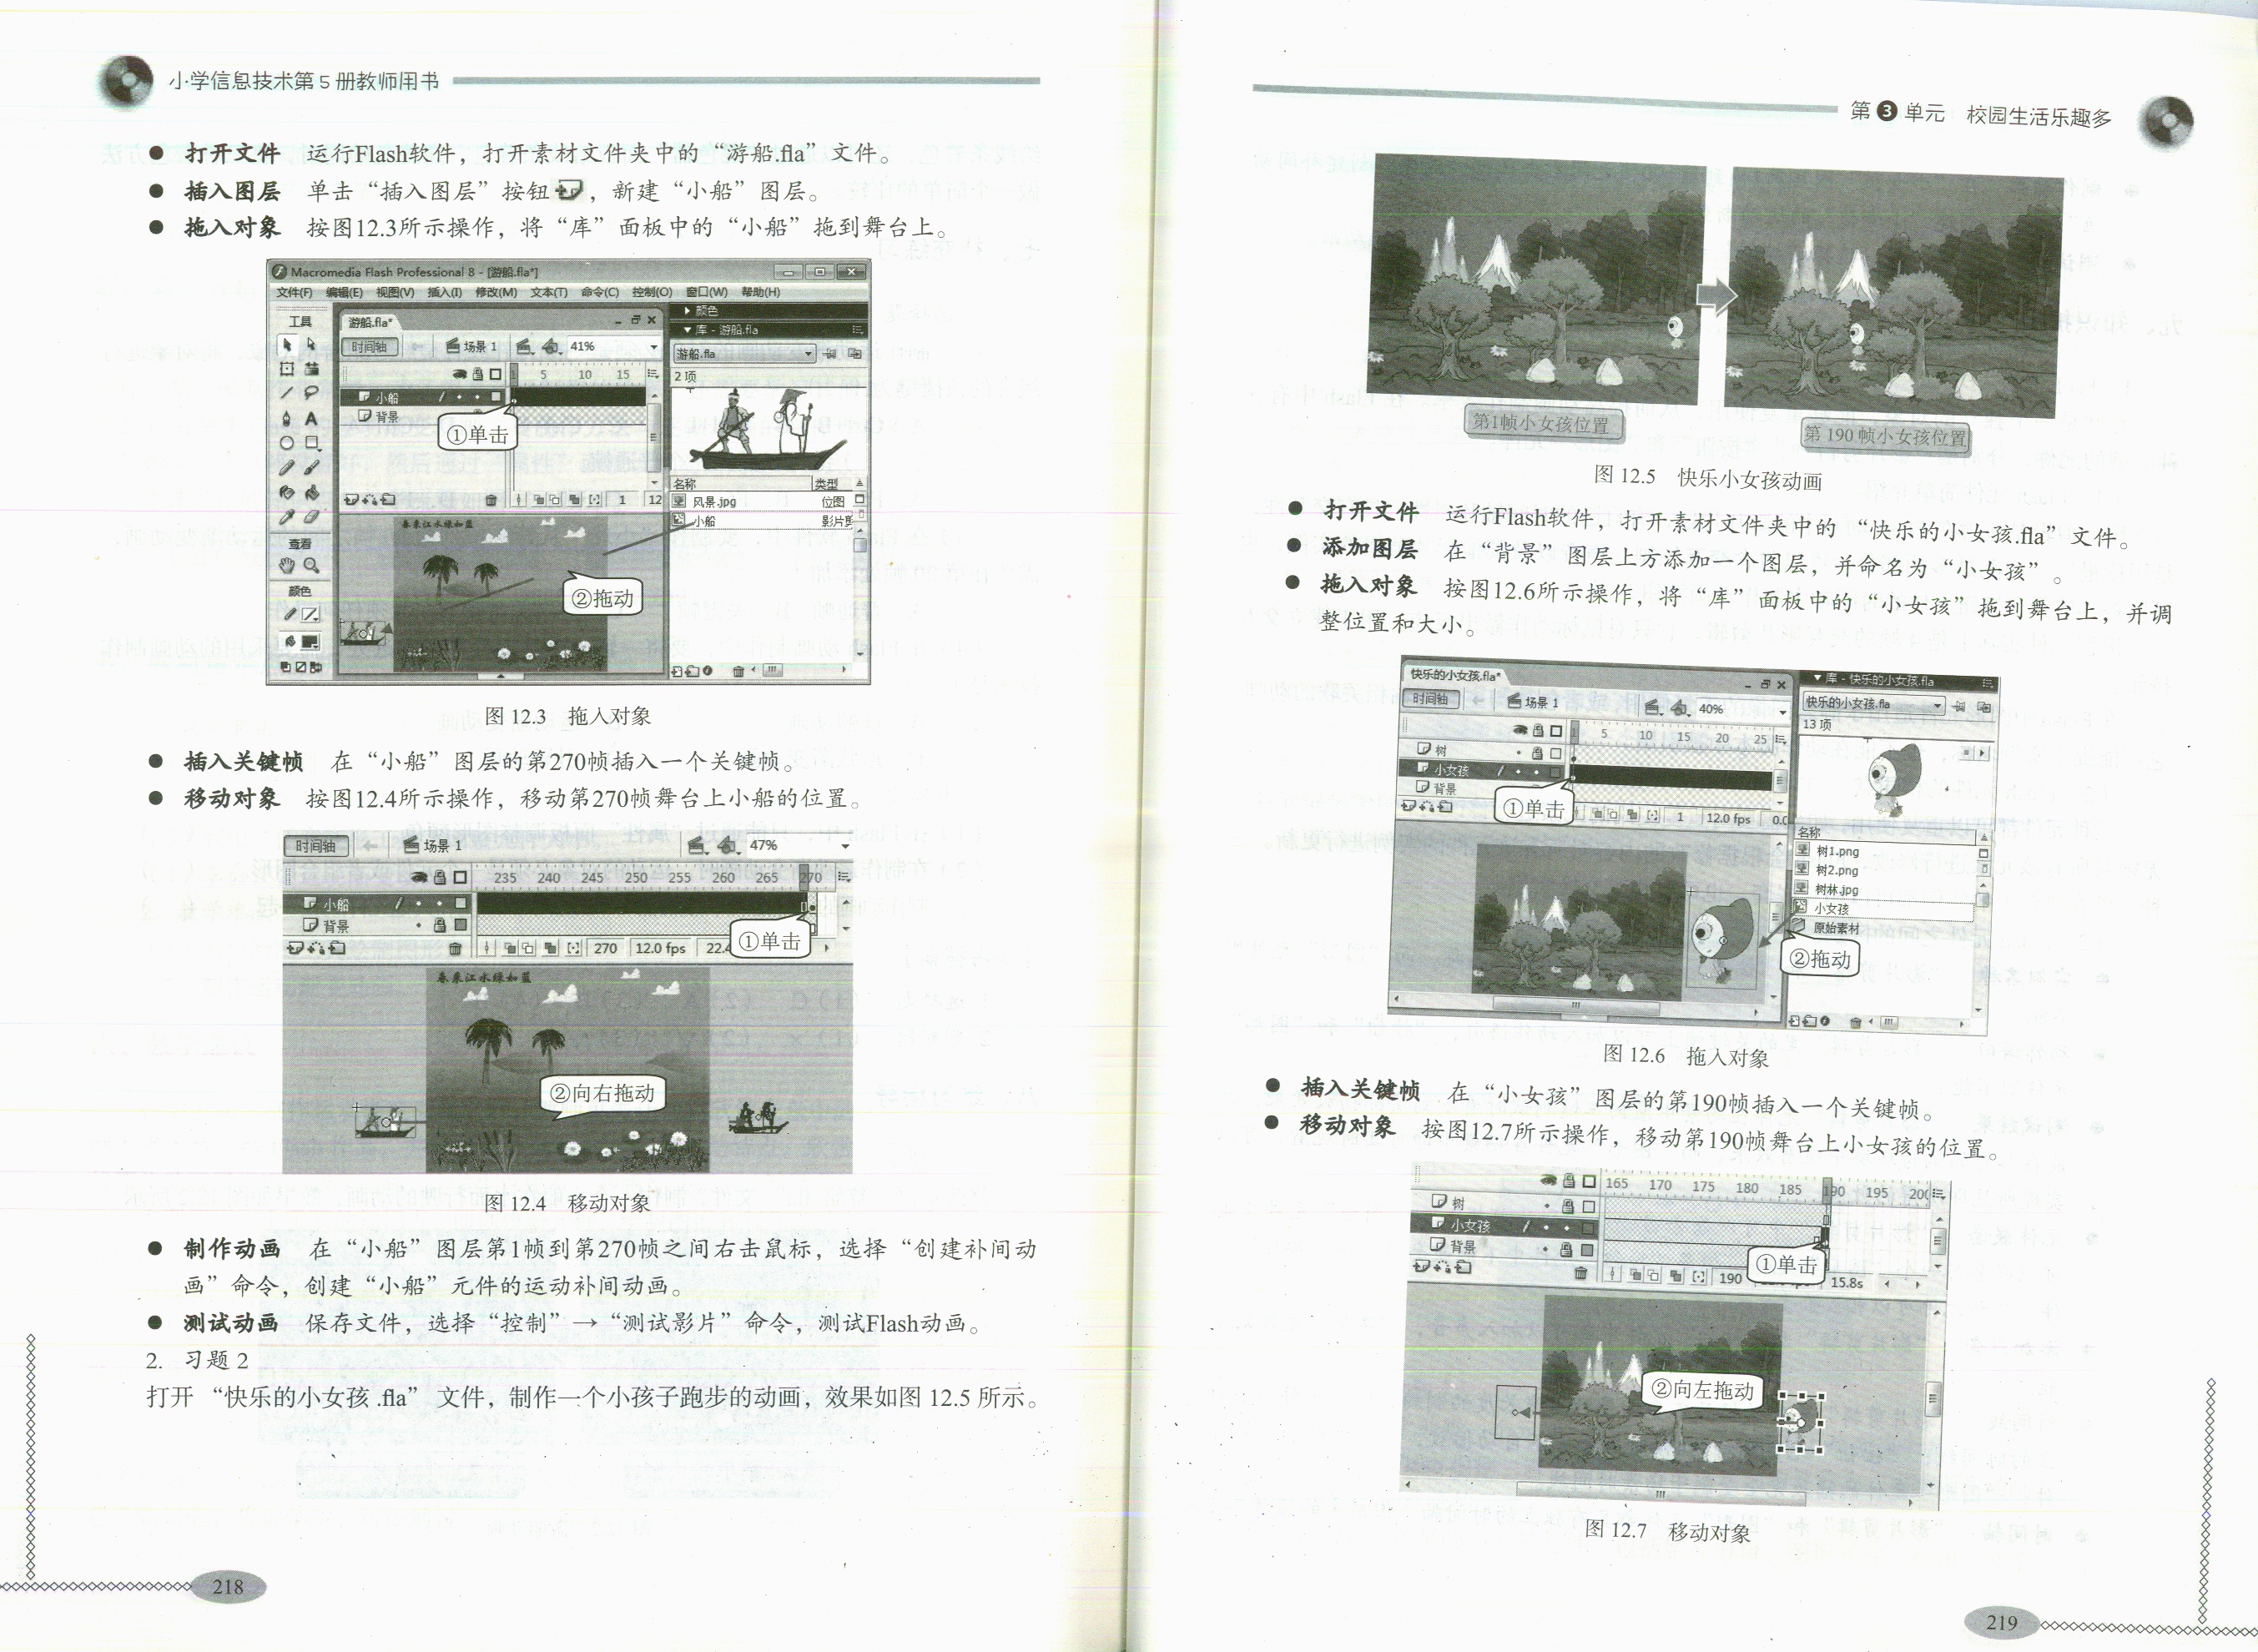 小学信息技术第5册教师用书
● 打开文件 运行Flash软件，打开素材文件夹中的“游船.fla”文件。
● 插入图层 单击“插入图层”按钮，新建“小船”图层。
● 拖入对象 按图12.3所示操作，将“库”面板中的“小船”拖到舞台上。
Macromedia Flash Professional 8 - [游船.fla*]
文件(F) 编辑(E) 视图(V) 插入(I) 修改(M) 文本(T) 命令(C) 控制(O) 窗口(W) 帮助(H)
工具
游船.fla*
时间轴 场景 1 41%
1 5 10 15
小船
背景
①单击
1 12
颜色
库 - 游船.fla
游船.fla
2 项
名称 类型
风景.jpg 位图
小船 影片剪
春来江水绿如蓝
查看
颜色
②拖动
图 12.3 拖入对象
● 插入关键帧 在“小船”图层的第270帧插入一个关键帧。
● 移动对象 按图12.4所示操作，移动第270帧舞台上小船的位置。
时间轴 场景 1 47%
235 240 245 250 255 260 265 270
小船
背景
①单击
270 12.0 fps 22.4
春来江水绿如蓝
②向右拖动
图 12.4 移动对象
● 制作动画 在“小船”图层第1帧到第270帧之间右击鼠标，选择“创建补间动
画”命令，创建“小船”元件的运动补间动画。
● 测试动画 保存文件，选择“控制”→“测试影片”命令，测试Flash动画。
2. 习题 2
打开 “快乐的小女孩 .fla” 文件，制作一个小孩子跑步的动画，效果如图 12.5 所示。
218
第3单元 校园生活乐趣多
第1帧小女孩位置
第 190 帧小女孩位置
图 12.5 快乐小女孩动画
● 打开文件 运行Flash软件，打开素材文件夹中的 “快乐的小女孩.fla” 文件。
● 添加图层 在“背景”图层上方添加一个图层，并命名为“小女孩”。
● 拖入对象 按图12.6所示操作，将“库”面板中的“小女孩”拖到舞台上，并调
整位置和大小。
快乐的小女孩.fla*
时间轴 场景 1 40%
1 5 10 15 20 25
树
小女孩
背景
①单击
1 12.0 fps 0.0
库 - 快乐的小女孩.fla
快乐的小女孩.fla
13 项
名称
树1.png
树2.png
树林.jpg
小女孩
原始素材
②拖动
图 12.6 拖入对象
● 插入关键帧 在“小女孩”图层的第190帧插入一个关键帧。
● 移动对象 按图12.7所示操作，移动第190帧舞台上小女孩的位置。
165 170 175 180 185 190 195 200
树
小女孩
背景
①单击
190 15.8s
②向左拖动
图 12.7 移动对象
219